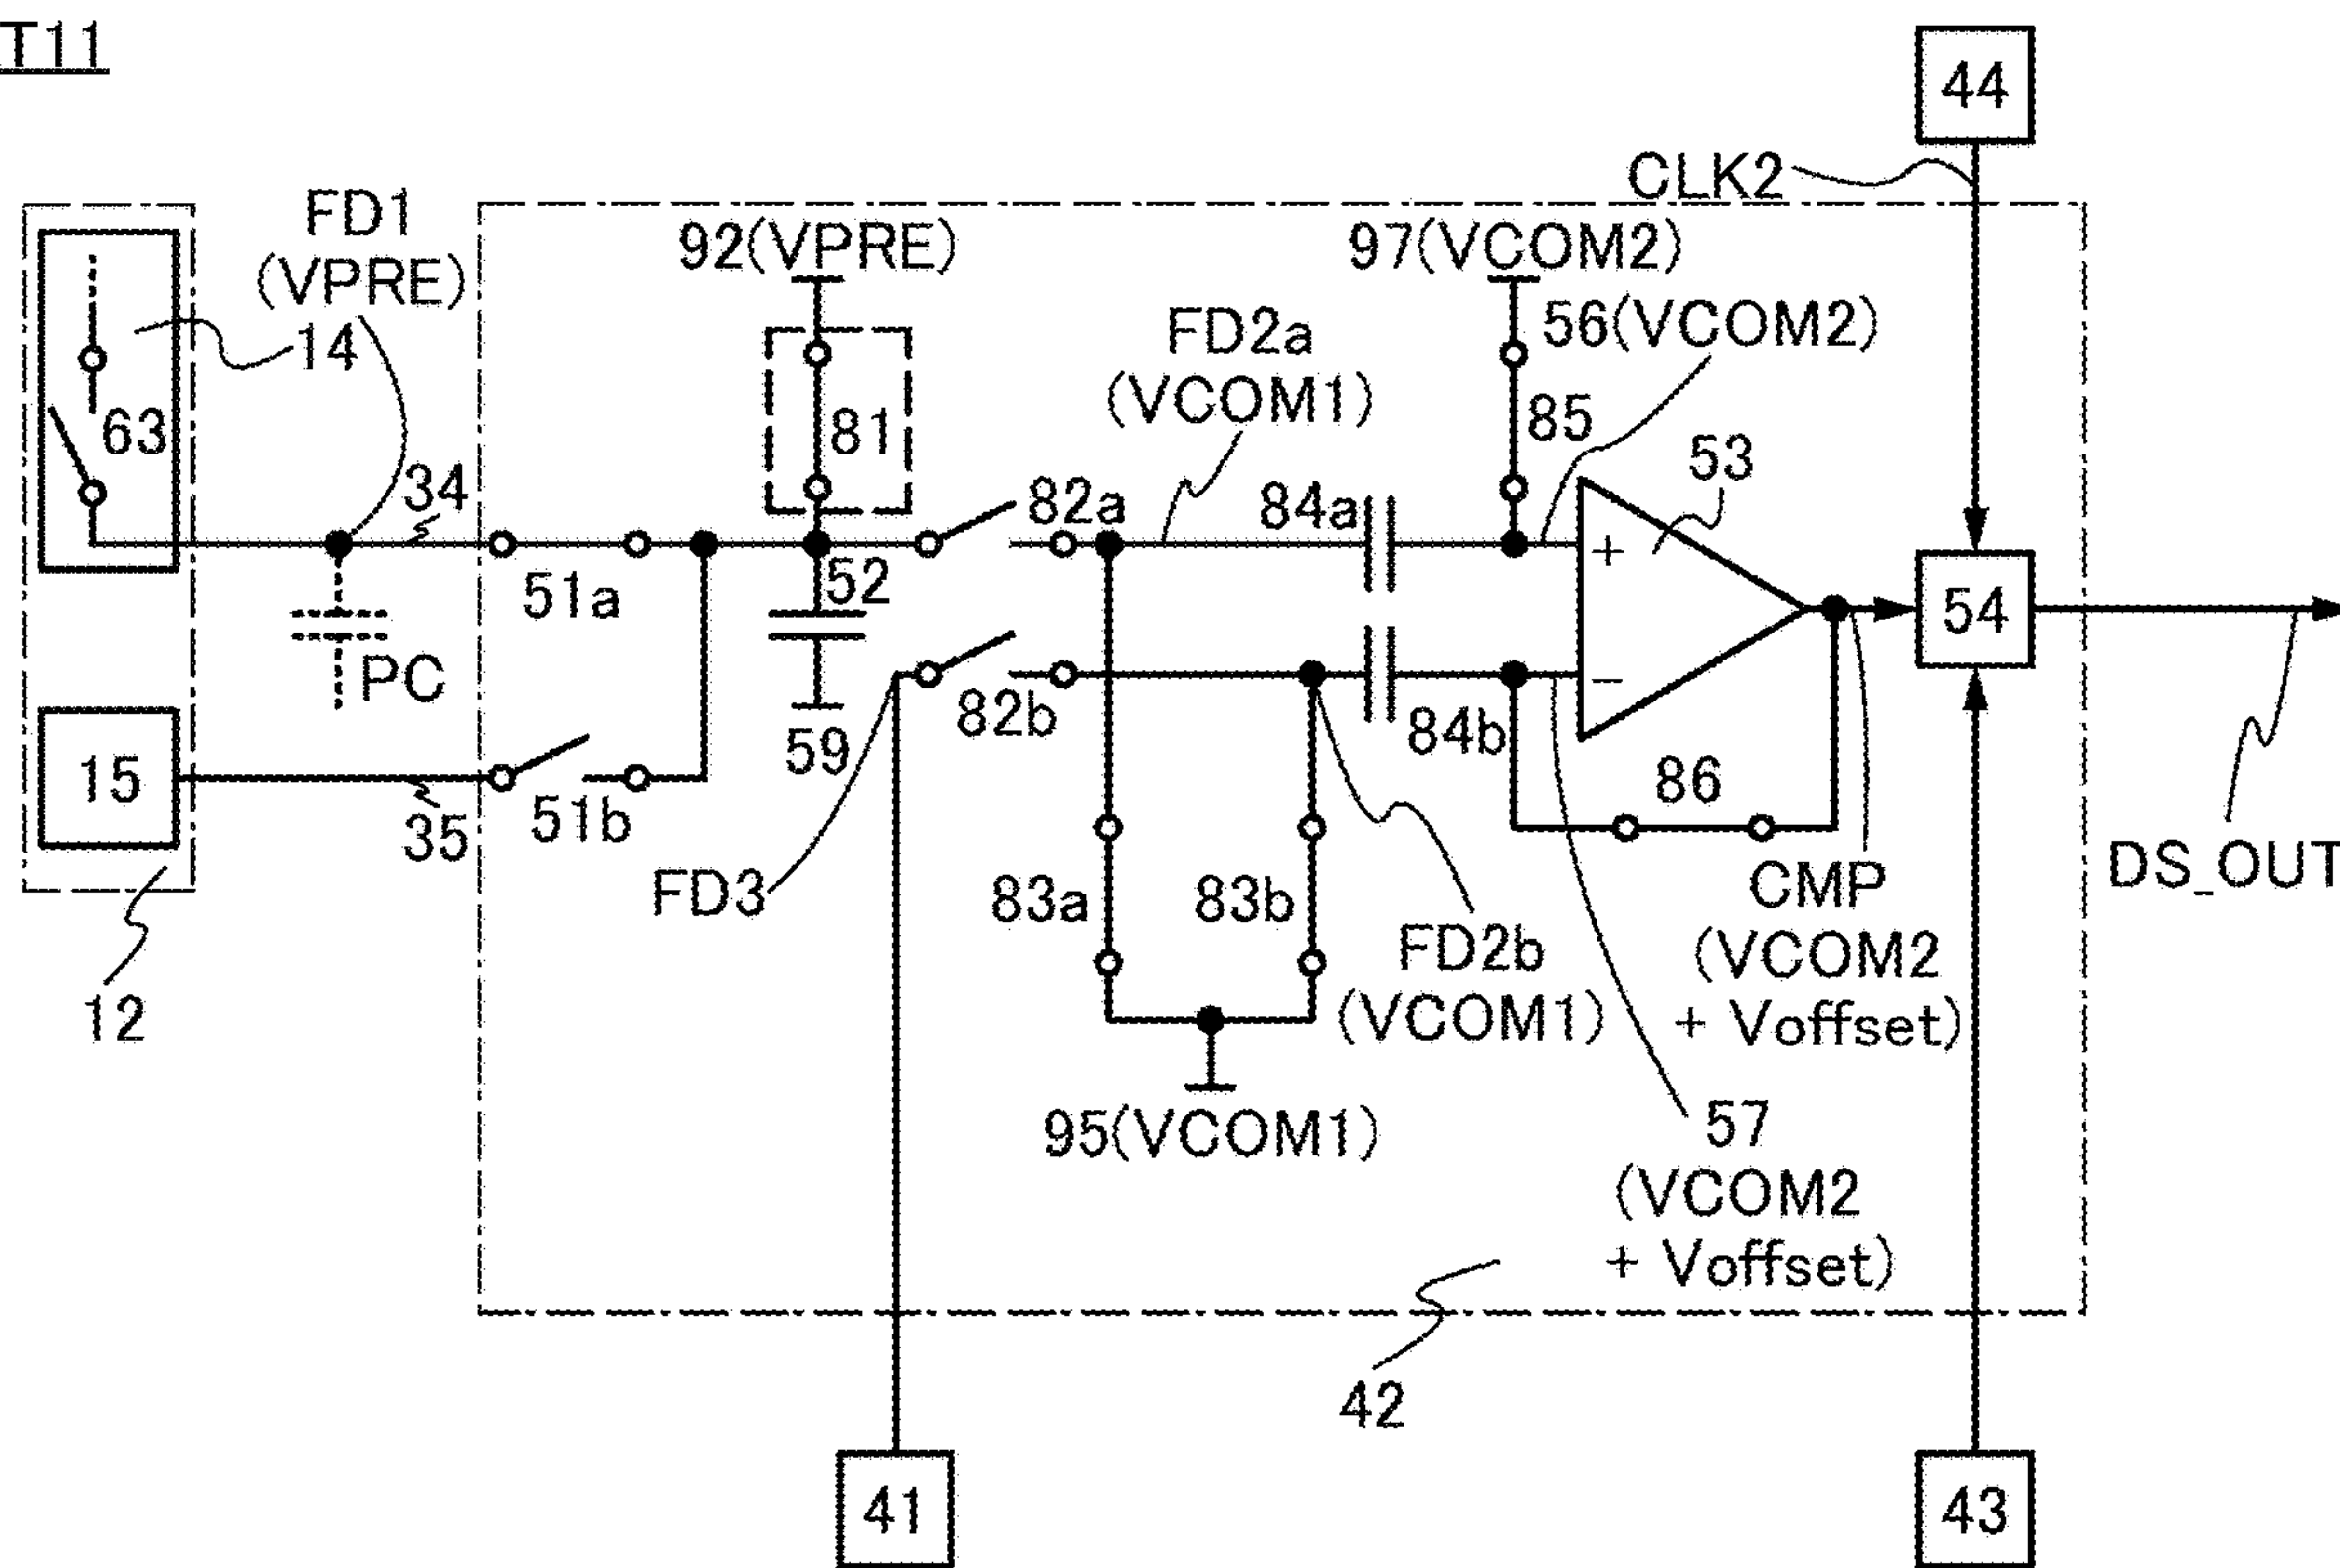 T11
44
CLK2
FD1
(VPRE)
92(VPRE)
97(VCOM2)
56(VCOM2)
14
FD2a
(VCOM1)
63
81
85
53
34
82a
84a
+
51a
52
54
PC
82b
59
84b
−
15
35
51b
86
FD3
83a
83b
CMP
(VCOM2
+ Voffset)
DS_OUT
12
FD2b
(VCOM1)
95(VCOM1)
57
(VCOM2
+ Voffset)
42
41
43